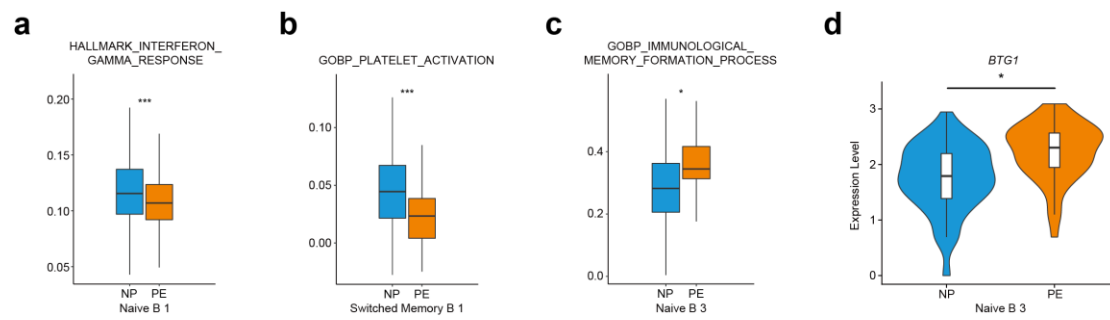 a
HALLMARK_INTERFERON_
GAMMA_RESPONSE
***
0.20
0.15
0.10
0.05
NP PE
Naive B 1
b
GOBP_PLATELET_ACTIVATION
***
0.10
0.05
0.00
NP PE
Switched Memory B 1
c
GOBP_IMMUNOLOGICAL_
MEMORY_FORMATION_PROCESS
*
0.4
0.2
0.0
NP PE
Naive B 3
d
BTG1
*
Expression Level
3
2
1
0
NP PE
Naive B 3